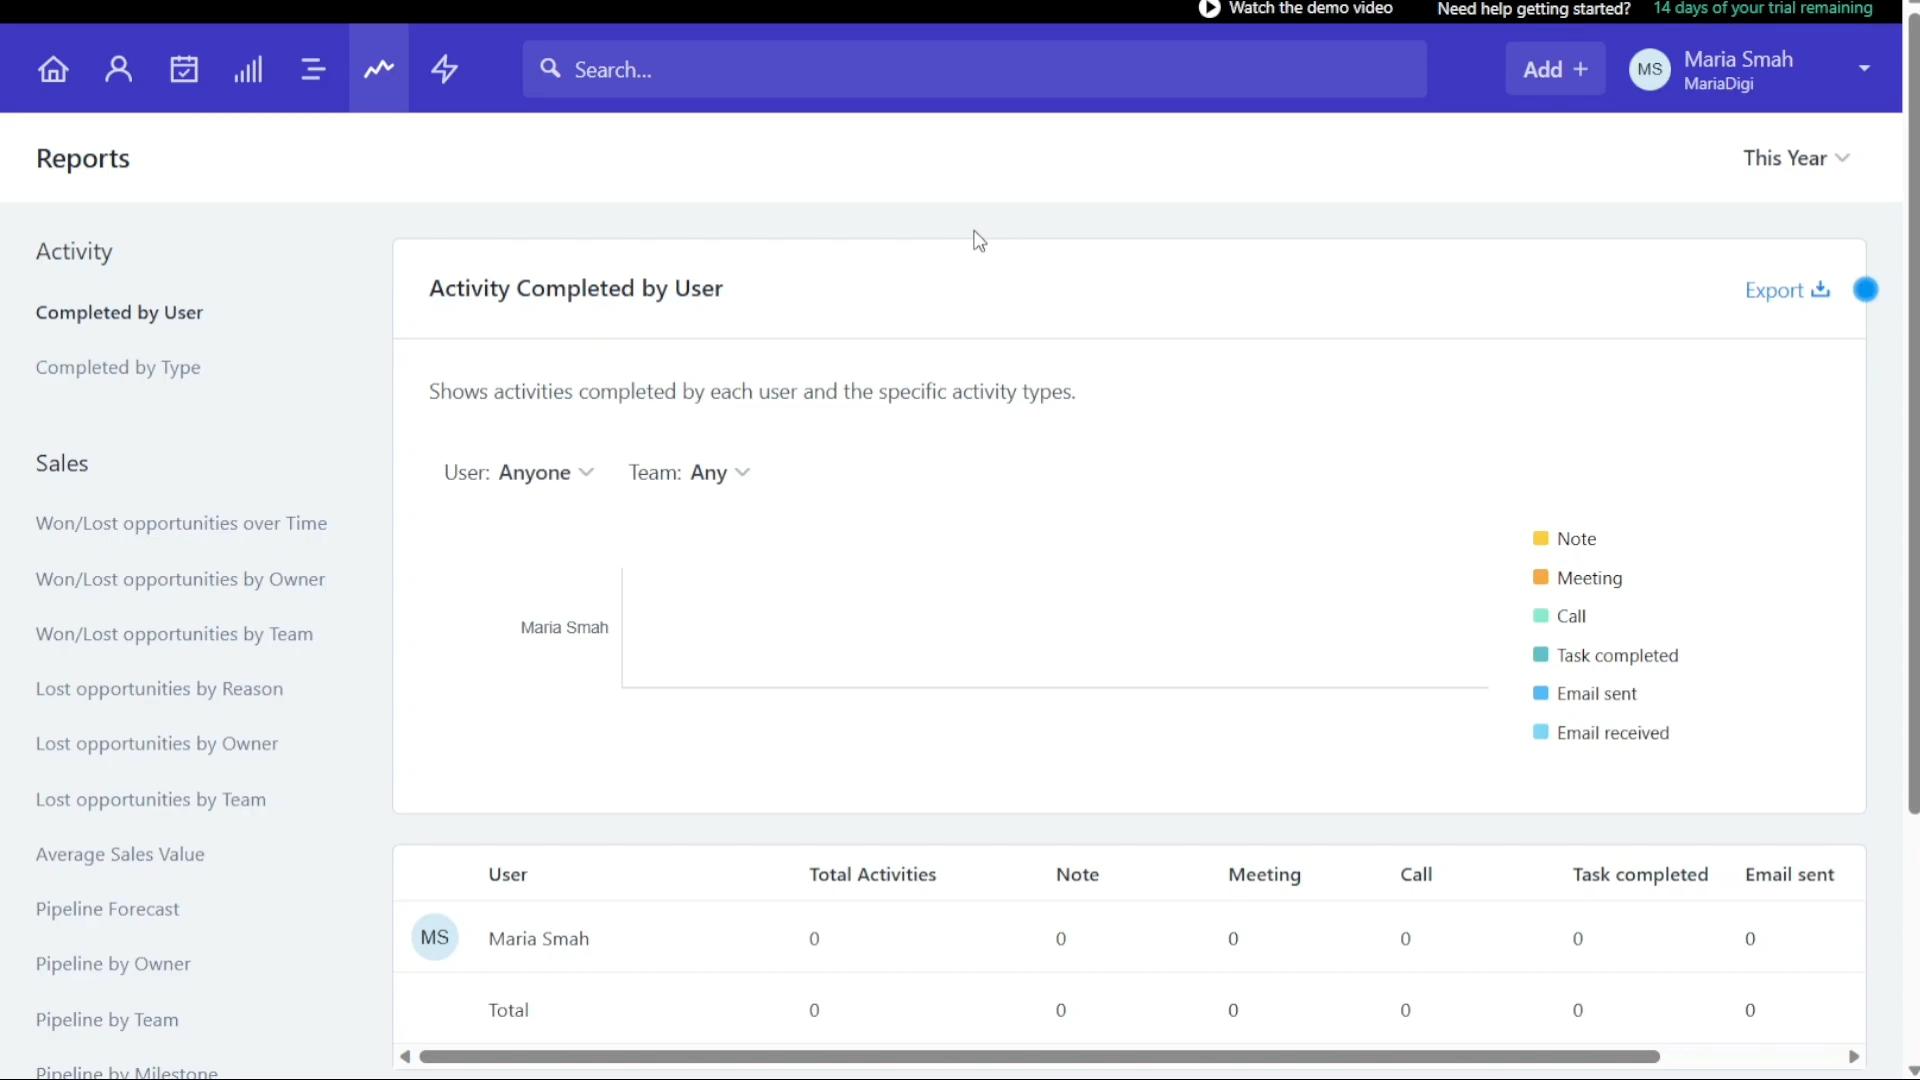 Watch the demo video Need help getting started? 14 days of your trial remaining
Search... Add + MS Maria Smah
MariaDigi
Reports This Year
Activity
Completed by User
Completed by Type
Sales
Won/Lost opportunities over Time
Won/Lost opportunities by Owner
Won/Lost opportunities by Team
Lost opportunities by Reason
Lost opportunities by Owner
Lost opportunities by Team
Average Sales Value
Pipeline Forecast
Pipeline by Owner
Pipeline by Team
Pipeline by Milestone
Activity Completed by User Export
Shows activities completed by each user and the specific activity types.
User: Anyone Team: Any
Maria Smah
Note
Meeting
Call
Task completed
Email sent
Email received
User Total Activities Note Meeting Call Task completed Email sent
MS Maria Smah 0 0 0 0 0 0
Total 0 0 0 0 0 0